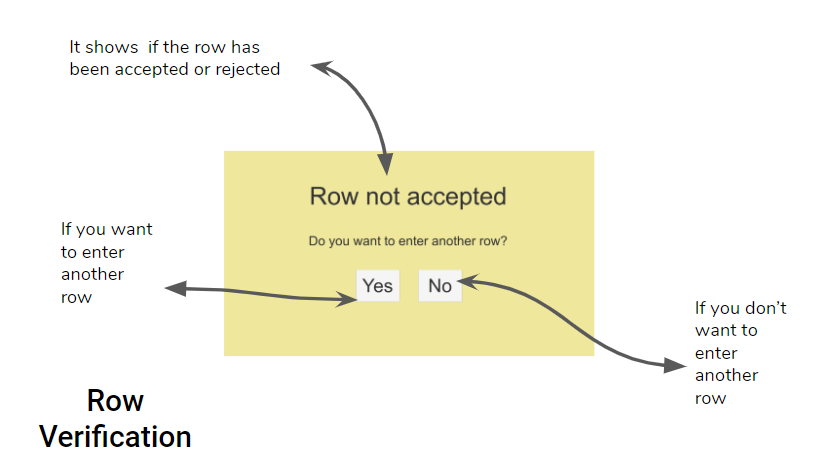 It shows  if the row has
been accepted or rejected
Row not accepted
Do you want to enter another row?
Yes
No
If you want
to enter
another
row
If you don’t
want to
enter
another
row
Row
Verification